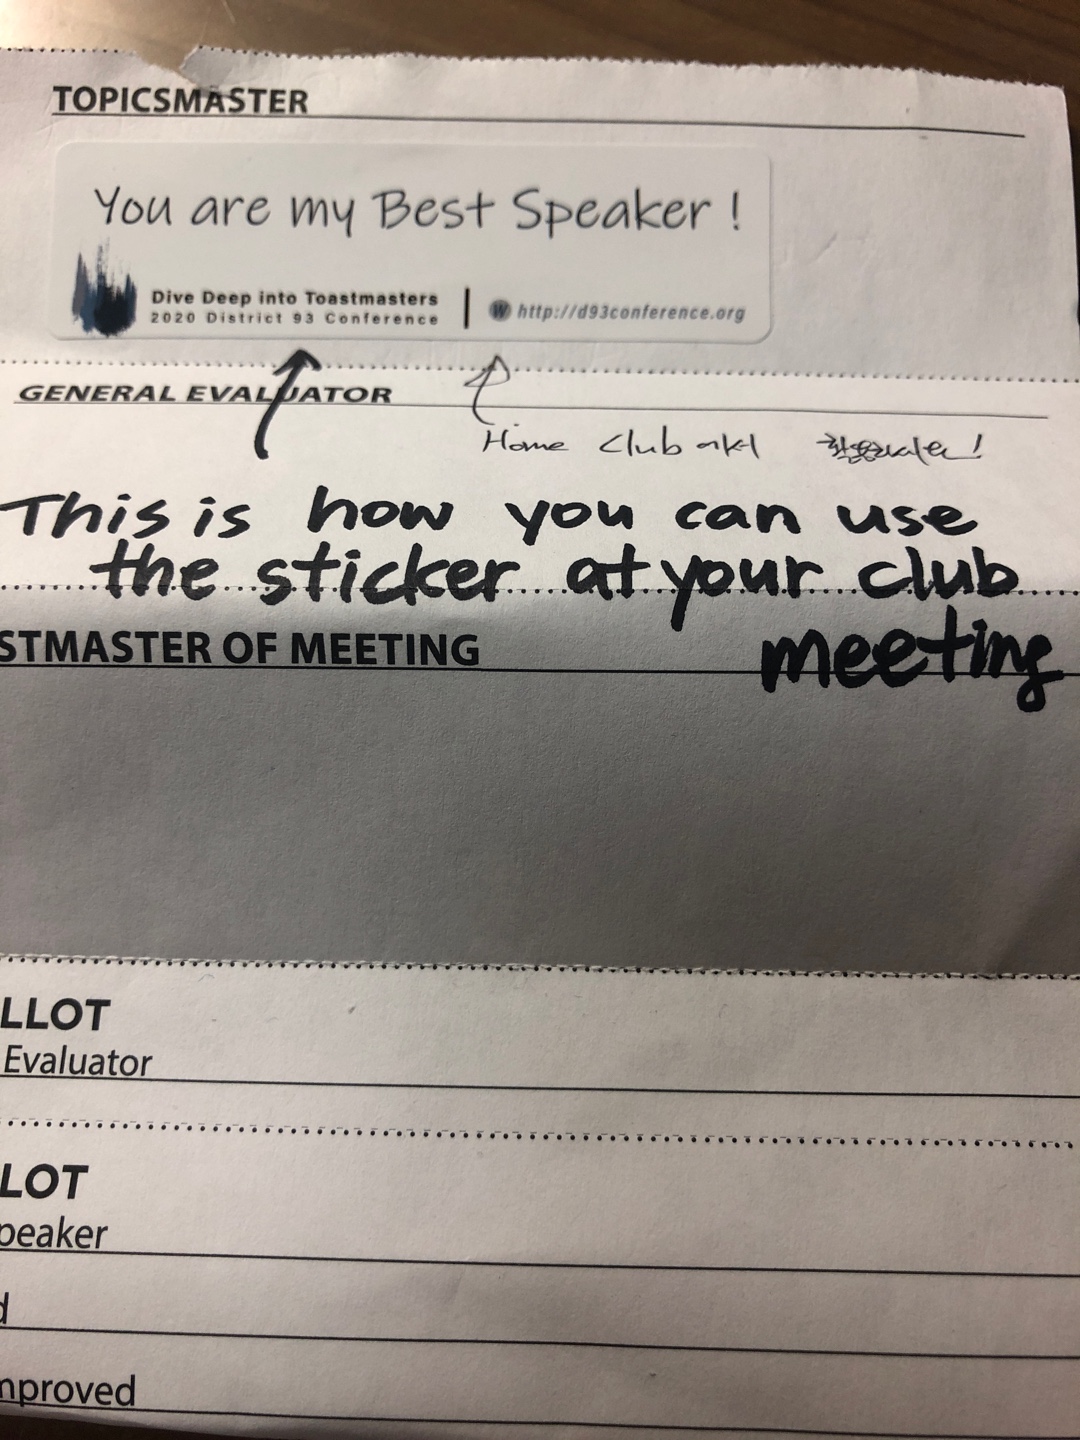 TOPICSMASTER
You are my Best Speaker !
Dive Deep into Toastmasters
2020 District 93 Conference
W http://d93conference.org
GENERAL EVALUATOR
Home Club에서 활용하세요!
This is how you can use
the sticker at your club
meeting
STMASTER OF MEETING
LLOT
Evaluator
LOT
peaker
d
mproved